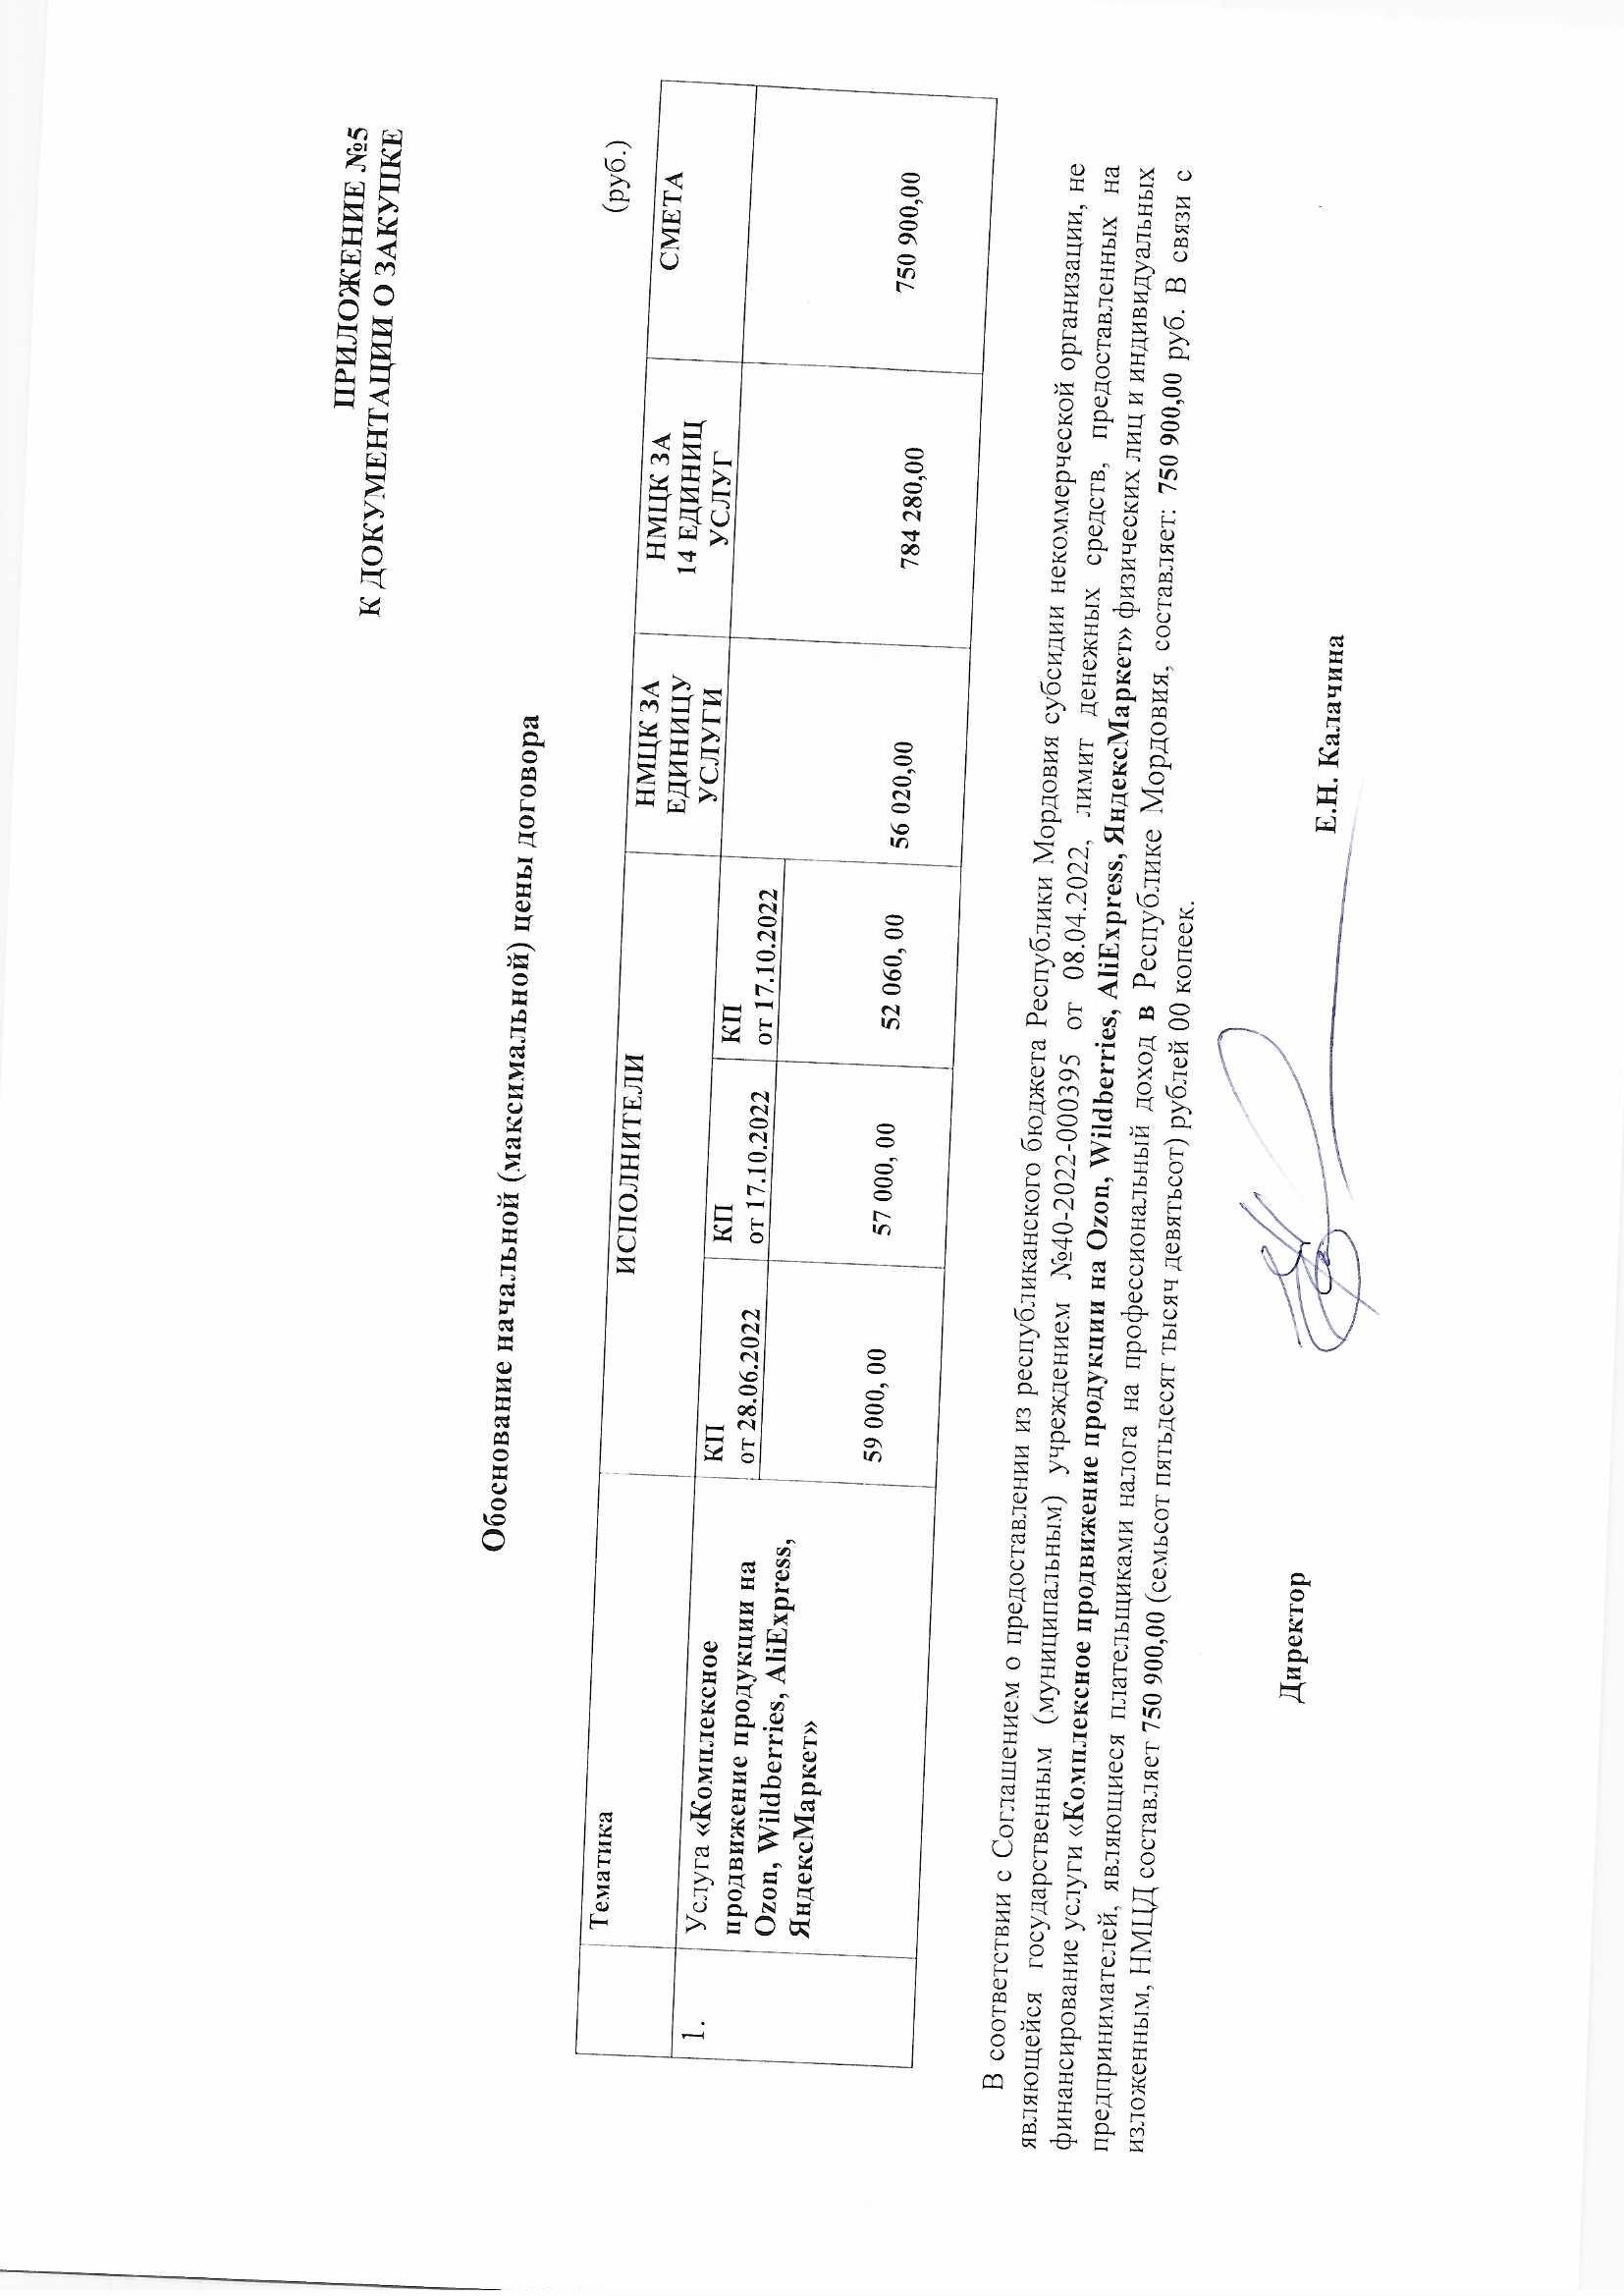 ПРИЛОЖЕНИЕ №5
К ДОКУМЕНТАЦИИ О ЗАКУПКЕ
Обоснование начальной (максимальной) цены договора
(руб.)
Тематика
ИСПОЛНИТЕЛИ
НМЦК ЗА
ЕДИНИЦУ
УСЛУГИ
НМЦК ЗА
14 ЕДИНИЦ
УСЛУГ
СМЕТА
1.
Услуга «Комплексное
продвижение продукции на
Ozon, Wildberries, AliExpress,
ЯндексМаркет»
КП
от 28.06.2022
КП
от 17.10.2022
КП
от 17.10.2022
59 000, 00
57 000, 00
52 060, 00
56 020,00
784 280,00
750 900,00
В соответствии с Соглашением о предоставлении из республиканского бюджета Республики Мордовия субсидии некоммерческой организации, не
являющейся государственным (муниципальным) учреждением №40-2022-000395 от 08.04.2022, лимит денежных средств, предоставленных на
финансирование услуги «Комплексное продвижение продукции на Ozon, Wildberries, AliExpress, ЯндексМаркет» физических лиц и индивидуальных
предпринимателей, являющиеся плательщиками налога на профессиональный доход в Республике Мордовия, составляет: 750 900,00 руб. В связи с
изложенным, НМЦД составляет 750 900,00 (семьсот пятьдесят тысяч девятьсот) рублей 00 копеек.
Директор
Е.Н. Калачина